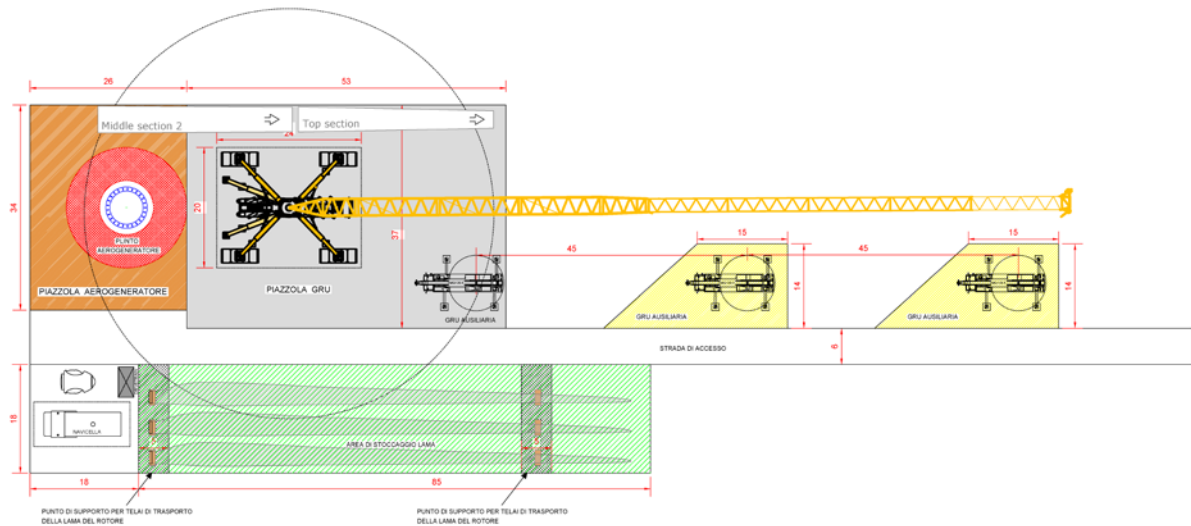 26
53
Middle section 2
Top section
24
34
20
37
PLINTO
AEROGENERATORE
PIAZZOLA AEROGENERATORE
PIAZZOLA GRU
45
15
45
15
14
14
GRU AUSILIARIA
GRU AUSILIARIA
GRU AUSILIARIA
STRADA DI ACCESSO
6
18
NAVICELLA
5
AREA DI STOCCAGGIO LAMA
5
18
85
PUNTO DI SUPPORTO PER TELAI DI TRASPORTO
DELLA LAMA DEL ROTORE
PUNTO DI SUPPORTO PER TELAI DI TRASPORTO
DELLA LAMA DEL ROTORE